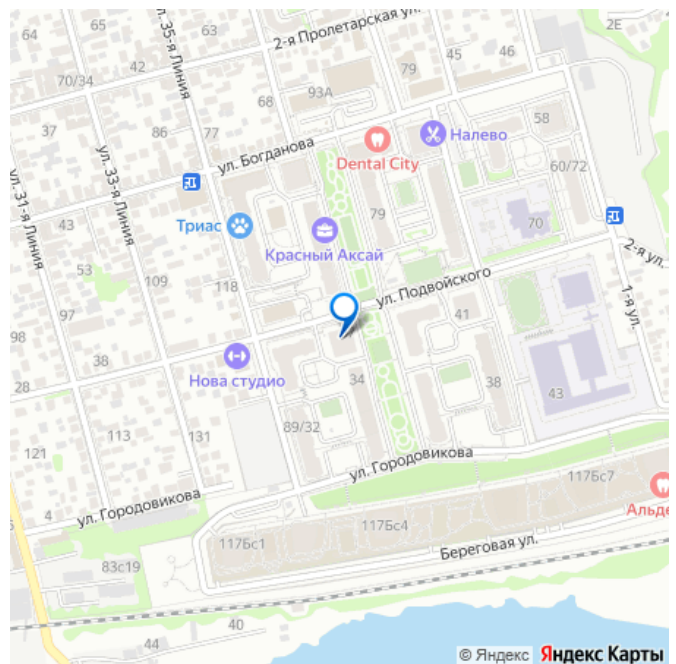 2Е
64
65
ул. 35-я Линия
2-я Пролетарская ул.
70/34
42
79
45
46
68
93А
37
86
77
58
Налево
ул. Богданова
Dental City
60/72
ул. 33-я Линия
ул. 31-я Линия
43
Триас
79
70
Красный Аксай
53
2-я ул.
109
118
ул. Подвойского
1-я ул.
97
41
98
38
Нова студио
34
38
28
43
113
131
89/32
121
ул. Городовикова
117Бс7
ул. Городовикова
4
Альде
117Бс4
117Бс1
Береговая ул.
83с19
40
44
© Яндекс Яндекс Карты